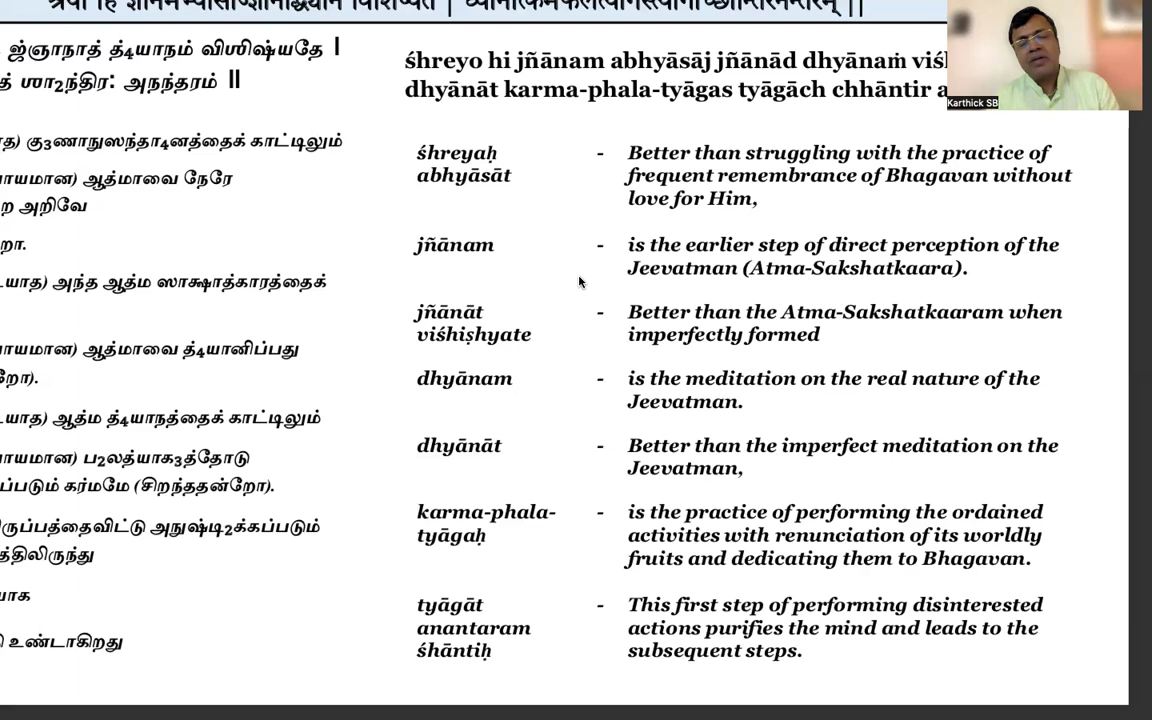 श्रेयो हि ज्ञानमभ्यासाज्ज्ञानाद्ध्यानं विशिष्यते | ध्यानात्कर्मफलत्यागस्त्यागाच्छान्तिरनन्तरम् ||
ஜ்ஞாநாத் த்4யாநம் விஶிஷ்யதே |
ஶா2ந்திர: அநந்தரம் ||
கு3ணாநுஸந்தா4னத்தைக் காட்டிலும்
ஆத்மாவை நேரே
அறிவே
அந்த ஆத்ம ஸாக்ஷாத்காரத்தைக்
ஆத்மாவை த்4யானிப்பது
ஆத்ம த்4யாநத்தைக் காட்டிலும்
ப2லத்யாக3த்தோடு
கர்மமே (சிறந்ததன்றோ).
அநுஷ்டி2க்கப்படும்
உண்டாகிறது
śhreyo hi jñānam abhyāsāj jñānād dhyānaṁ
dhyānāt karma-phala-tyāgas tyāgāch chhāntir
Karthick SB
śhreyaḥ - Better than struggling with the practice of
abhyāsāt frequent remembrance of Bhagavan without
love for Him,
jñānam - is the earlier step of direct perception of the
Jeevatman (Atma-Sakshatkaara).
jñānāt - Better than the Atma-Sakshatkaaram when
viśhiṣhyate imperfectly formed
dhyānam - is the meditation on the real nature of the
Jeevatman.
dhyānāt - Better than the imperfect meditation on the
Jeevatman,
karma-phala- - is the practice of performing the ordained
tyāgaḥ activities with renunciation of its worldly
fruits and dedicating them to Bhagavan.
tyāgāt - This first step of performing disinterested
anantaram actions purifies the mind and leads to the
śhāntiḥ subsequent steps.